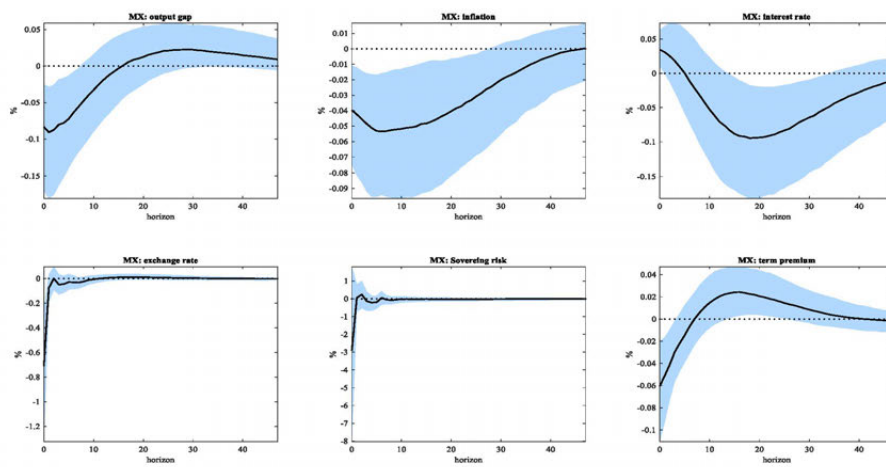 MX: output gap
0.05
0
-0.05
-0.1
-0.15
%
0 10 20 30 40
horizon
MX: inflation
0.01
0
-0.01
-0.02
-0.03
-0.04
-0.05
-0.06
-0.07
-0.08
-0.09
%
0 10 20 30 40
horizon
MX: interest rate
0.05
0
-0.05
-0.1
-0.15
%
0 10 20 30 40
horizon
MX: exchange rate
0
-0.2
-0.4
-0.6
-0.8
-1
-1.2
%
0 10 20 30 40
horizon
MX: Sovereing risk
1
0
-1
-2
-3
-4
-5
-6
-7
-8
%
0 10 20 30 40
horizon
MX: term premium
0.04
0.02
0
-0.02
-0.04
-0.06
-0.08
-0.1
%
0 10 20 30 40
horizon